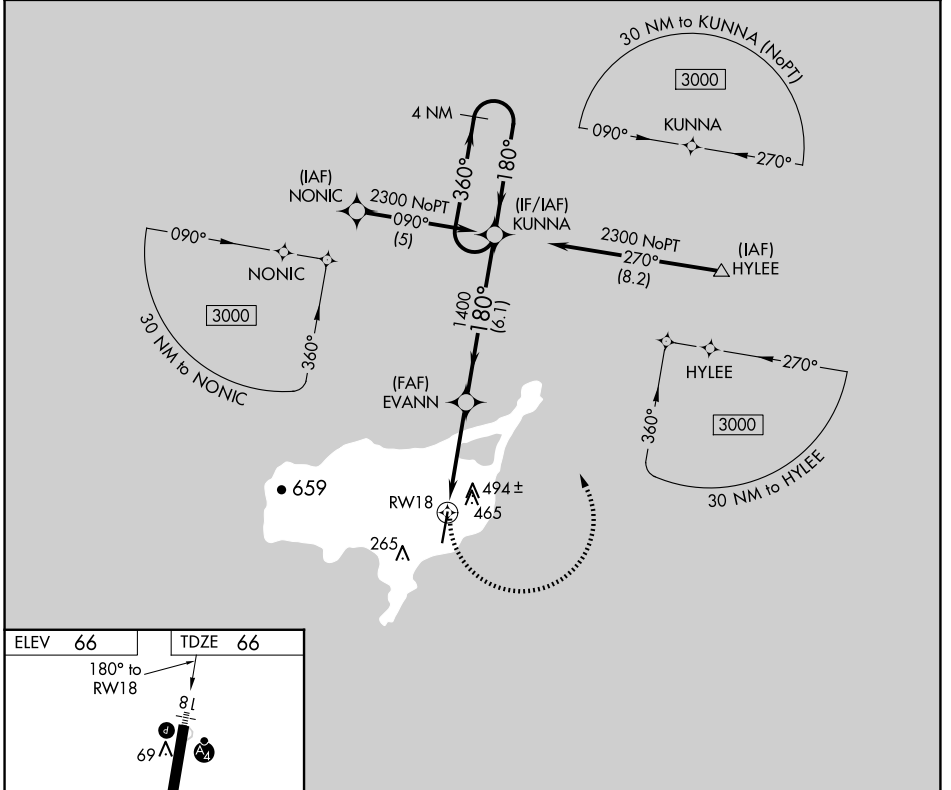 30 NM to KUNNA (NoPT)
3000
KUNNA
090°
270°
4 NM
360°
180°
(IAF)
NONIC
2300 NoPT
090°
(5)
(IF/IAF)
KUNNA
2300 NoPT
270°
(8.2)
(IAF)
HYLEE
090°
NONIC
3000
360°
30 NM to NONIC
1400
180°
(6.1)
270°
HYLEE
360°
3000
30 NM to HYLEE
(FAF)
EVANN
659
RW18
494±
465
265
ELEV 66
TDZE 66
180° to
RW18
18
P
69
A4